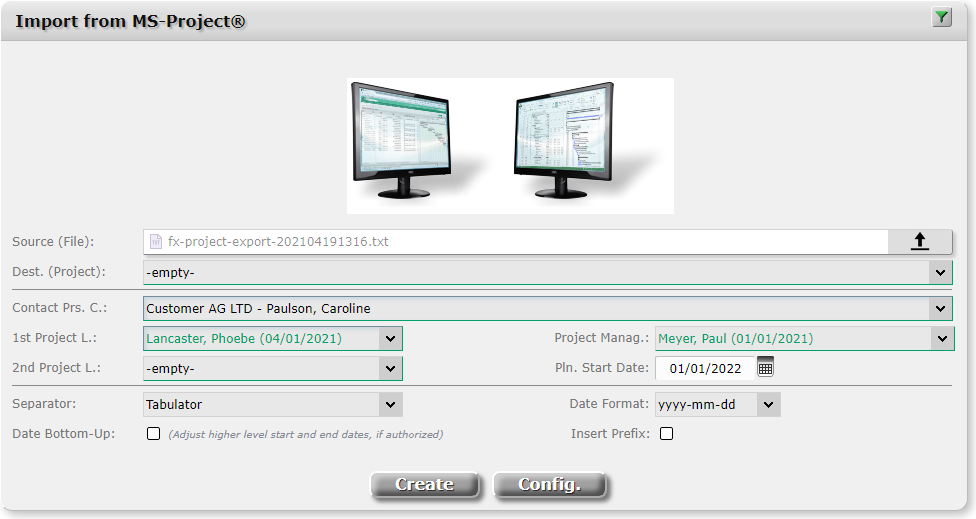 Import from MS-Project®
Source (File): fx-project-export-202104191316.txt
Dest. (Project): -empty-
Contact Prs. C.: Customer AG LTD - Paulson, Caroline
1st Project L.: Lancaster, Phoebe (04/01/2021) Project Manag.: Meyer, Paul (01/01/2021)
2nd Project L.: -empty- Pln. Start Date: 01/01/2022
Separator: Tabulator Date Format: yyyy-mm-dd
Date Bottom-Up: (Adjust higher level start and end dates, if authorized) Insert Prefix:
Create Config.